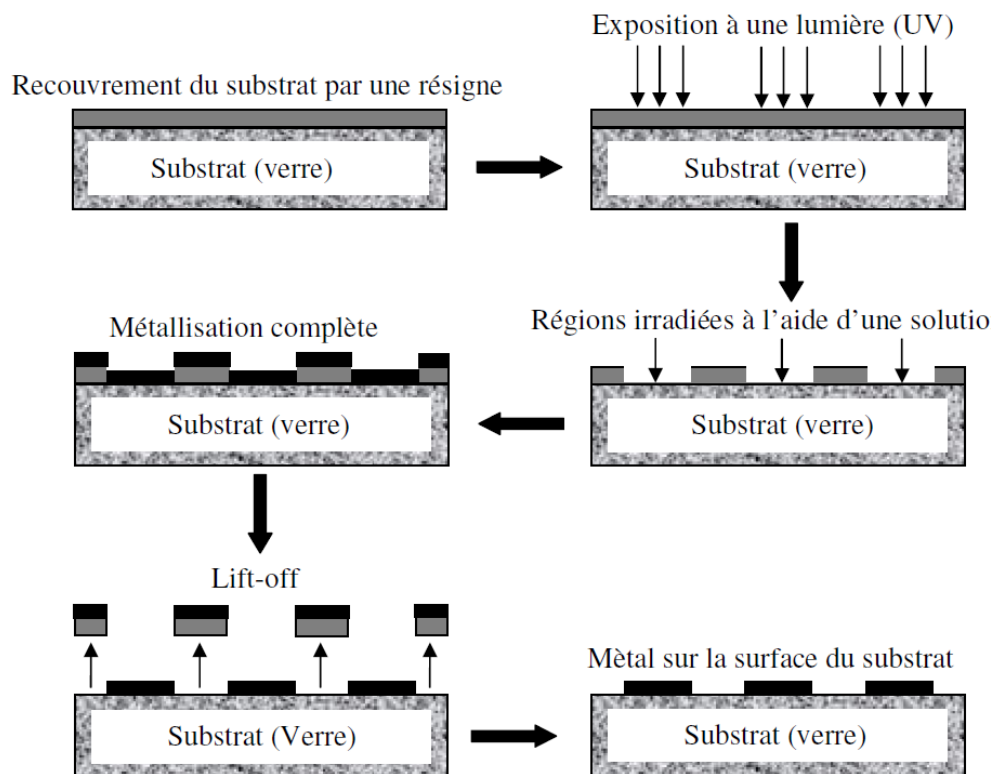 Recouvrement du substrat par une résigne
Substrat (verre)
Exposition à une lumière (UV)
Substrat (verre)
Régions irradiées à l'aide d'une solutio
Substrat (verre)
Métallisation complète
Substrat (verre)
Lift-off
Substrat (Verre)
Mètal sur la surface du substrat
Substrat (verre)